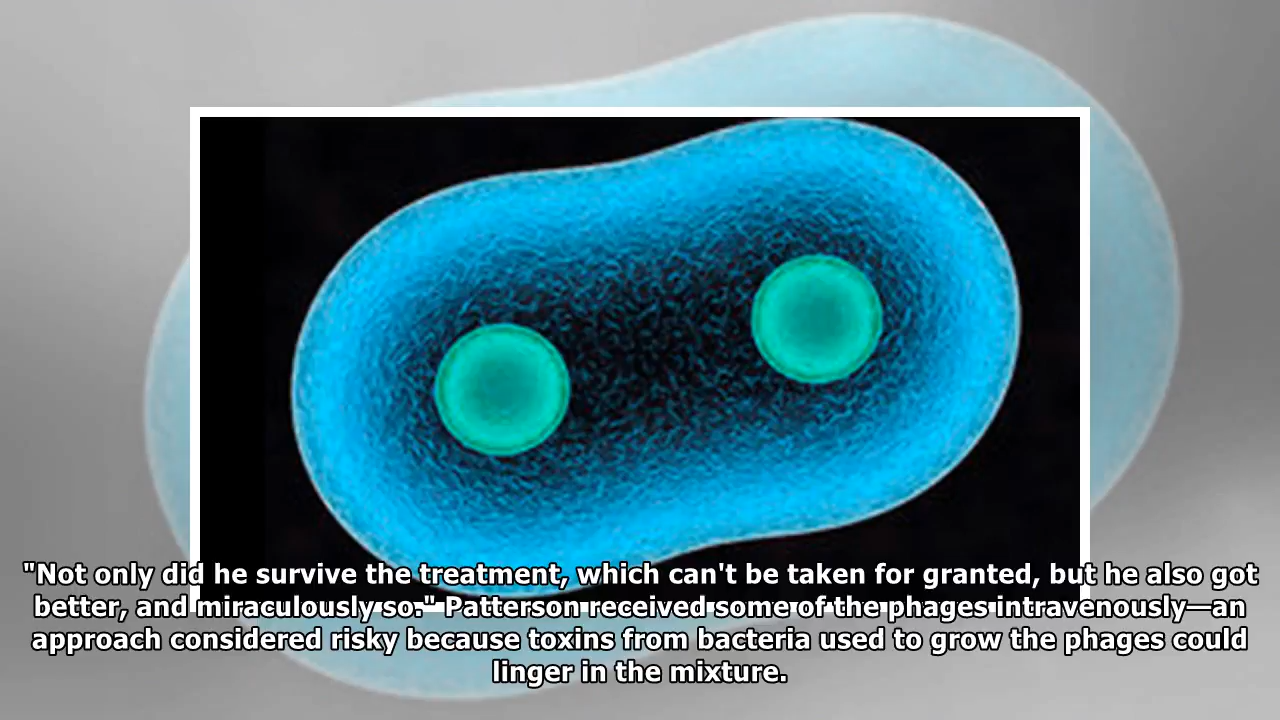 "Not only did he survive the treatment, which can't be taken for granted, but he also got
better, and miraculously so." Patterson received some of the phages intravenously—an
approach considered risky because toxins from bacteria used to grow the phages could
linger in the mixture.